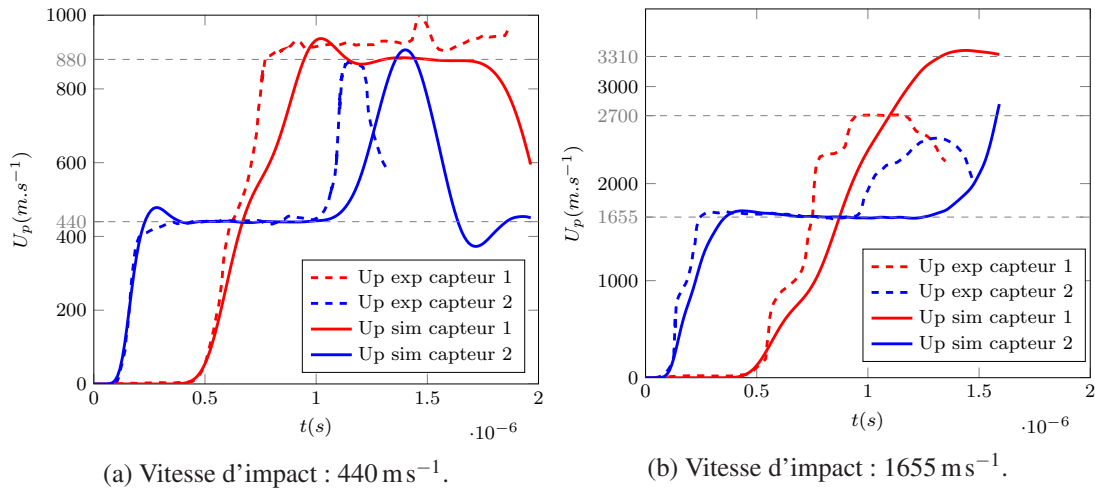 1000
880
800
600
440
400
200
0
U_p(m.s^{-1})
0
0.5
1
1.5
2
t(s)
·10^{-6}
Up exp capteur 1
Up exp capteur 2
Up sim capteur 1
Up sim capteur 2
(a) Vitesse d'impact : 440 m s^{-1}.
3310
3000
2700
2000
1655
1000
0
U_p(m.s^{-1})
0
0.5
1
1.5
2
t(s)
·10^{-6}
Up exp capteur 1
Up exp capteur 2
Up sim capteur 1
Up sim capteur 2
(b) Vitesse d'impact : 1655 m s^{-1}.